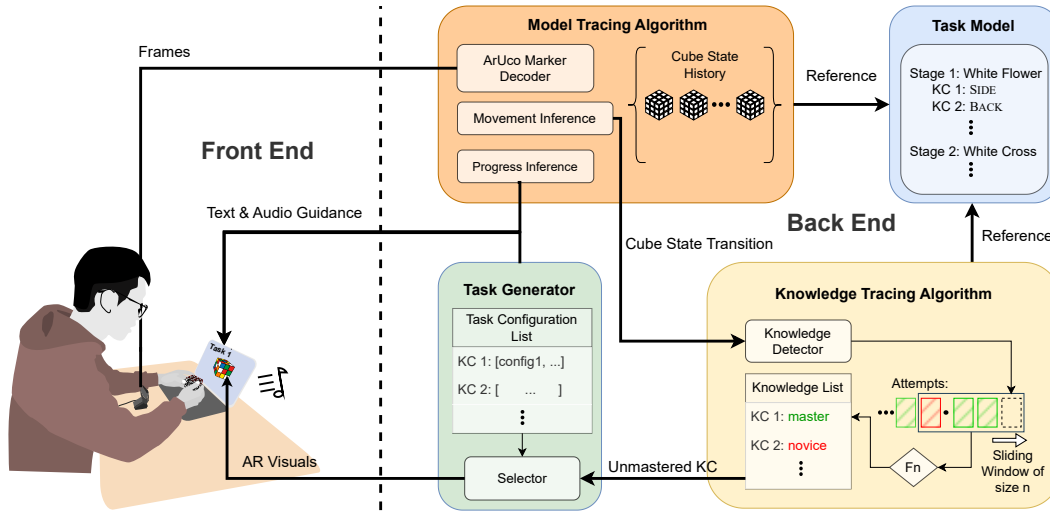 Front End
Frames
Text & Audio Guidance
AR Visuals
Task 1
Model Tracing Algorithm
ArUco Marker
Decoder
Movement Inference
Progress Inference
Cube State
History
Reference
Task Model
Stage 1: White Flower
KC 1: SIDE
KC 2: BACK
Stage 2: White Cross
Back End
Cube State Transition
Reference
Task Generator
Task Configuration
List
KC 1: [config1, ...]
KC 2: [ ... ]
Selector
Unmastered KC
Knowledge Tracing Algorithm
Knowledge
Detector
Knowledge List
KC 1: master
KC 2: novice
Attempts:
Fn
Sliding
Window of
size n